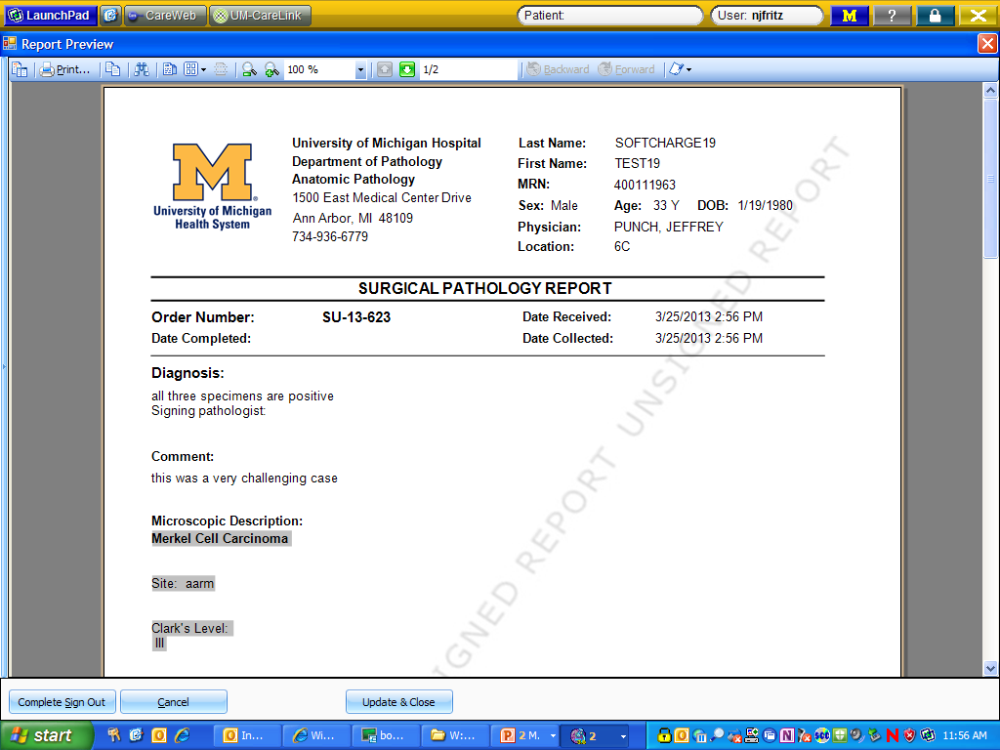 LaunchPad CareWeb UM-CareLink Patient: User: njfritz M ?
Report Preview
Print... 100 % 1/2 Backward Forward
M
University of Michigan
Health System
University of Michigan Hospital
Department of Pathology
Anatomic Pathology
1500 East Medical Center Drive
Ann Arbor, MI 48109
734-936-6779
Last Name: SOFTCHARGE19
First Name: TEST19
MRN: 400111963
Sex: Male Age: 33 Y DOB: 1/19/1980
Physician: PUNCH, JEFFREY
Location: 6C
SURGICAL PATHOLOGY REPORT
Order Number: SU-13-623 Date Received: 3/25/2013 2:56 PM
Date Completed: Date Collected: 3/25/2013 2:56 PM
Diagnosis:
all three specimens are positive
Signing pathologist:
Comment:
this was a very challenging case
Microscopic Description:
Merkel Cell Carcinoma
Site: aarm
Clark's Level:
III
IGNED REPORT UNSIGNED REPORT
Complete Sign Out Cancel Update & Close
start In... Wi... bo... W:... 2 M. 2 11:56 AM